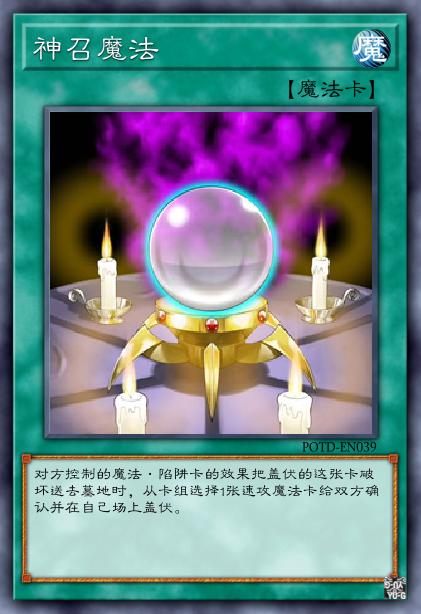 神召魔法
魔
【魔法卡】
POTD-EN039
对方控制的魔法·陷阱卡的效果把盖伏的这张卡破
坏送去墓地时，从卡组选择1张速攻魔法卡给双方确
认并在自己场上盖伏。